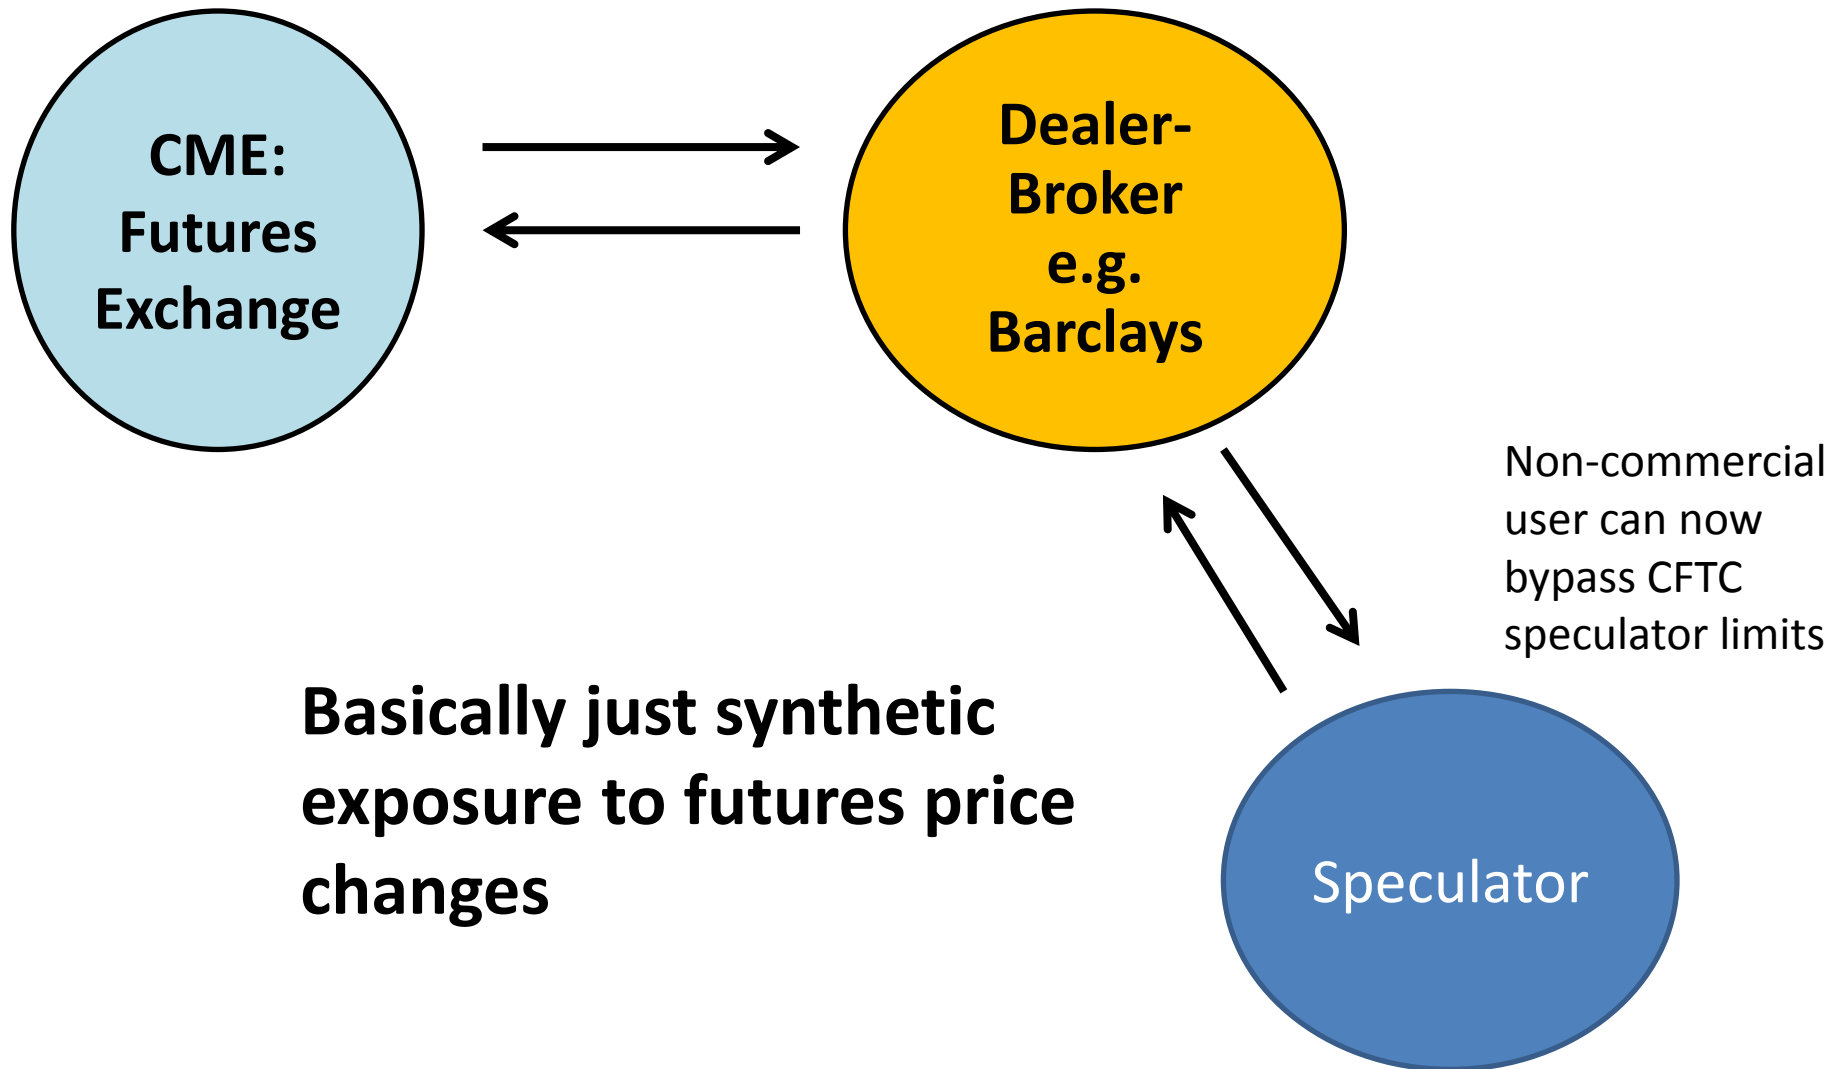 CME:
Futures
Exchange
Dealer-
Broker
e.g.
Barclays
Non-commercial
user can now
bypass CFTC
speculator limits
Basically just synthetic
exposure to futures price
changes
Speculator